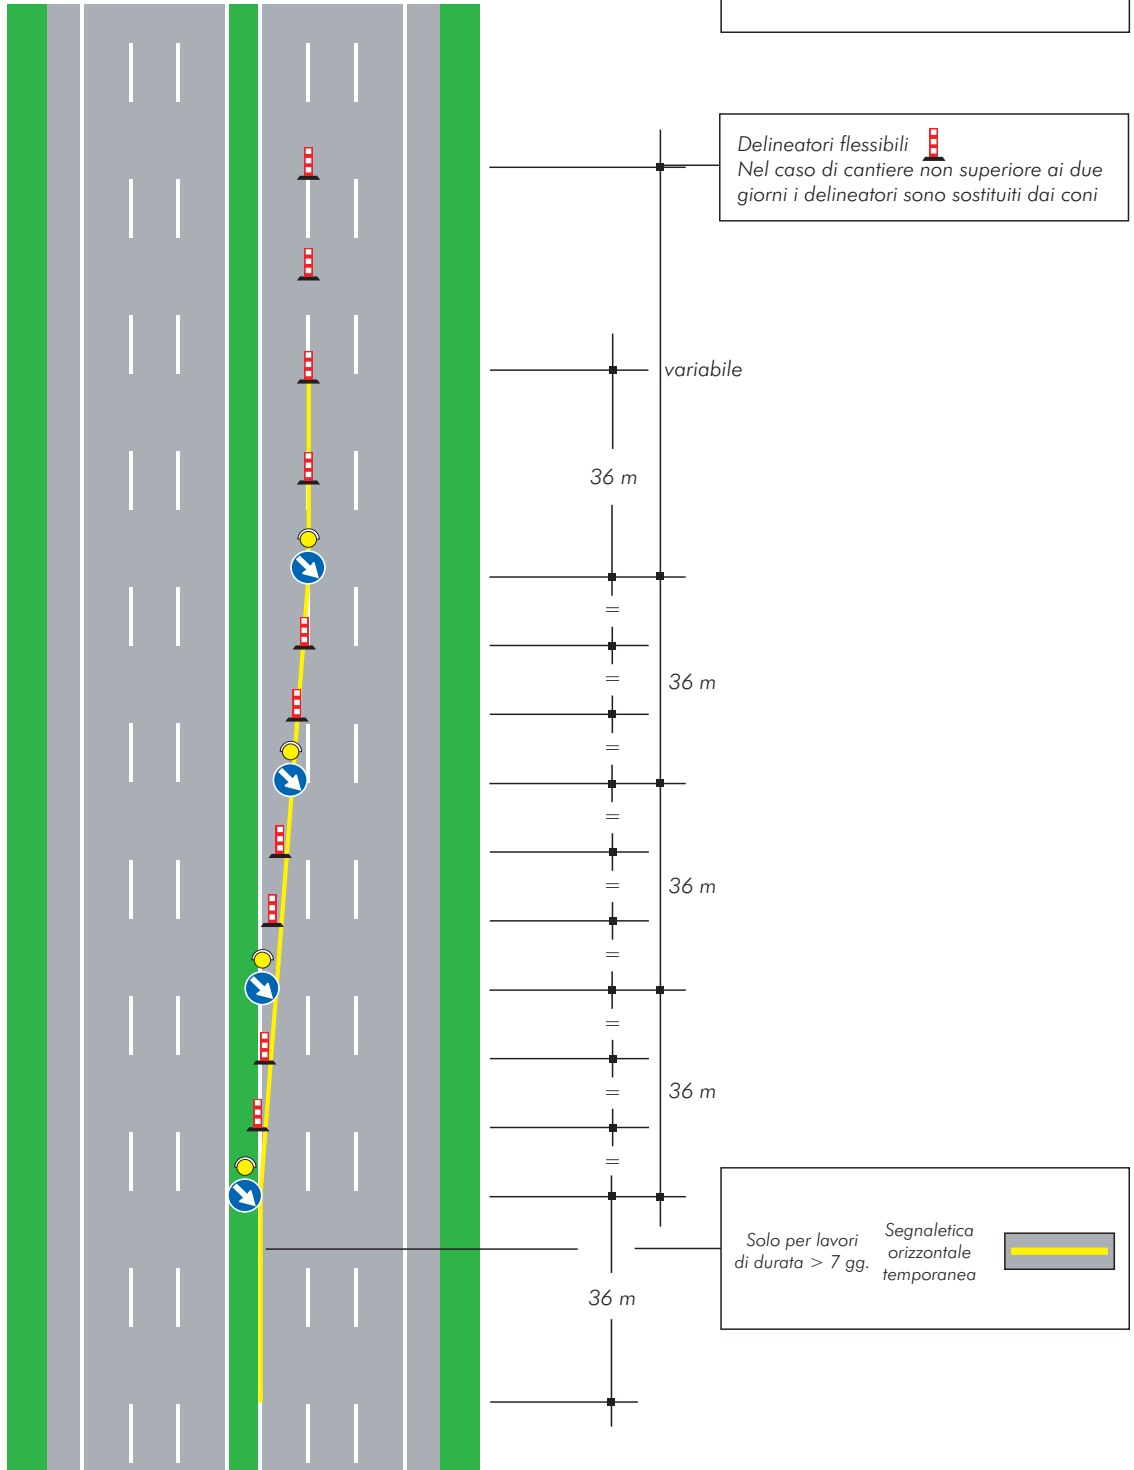 Delineatori flessibili
Nel caso di cantiere non superiore ai due
giorni i delineatori sono sostituiti dai coni
variabile
36 m
=
=
36 m
=
=
=
36 m
=
=
=
36 m
=
Solo per lavori
di durata > 7 gg.
Segnaletica
orizzontale
temporanea
36 m